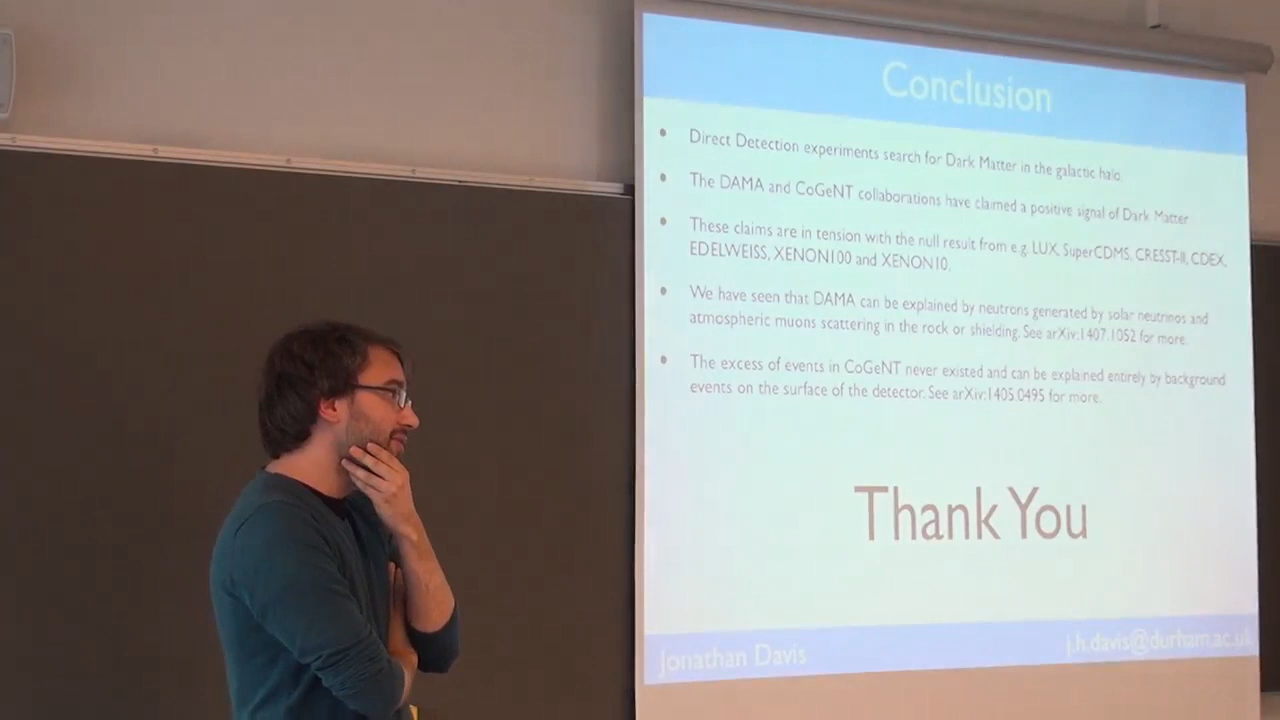 Conclusion
• Direct Detection experiments search for Dark Matter in the galactic halo.
• The DAMA and CoGeNT collaborations have claimed a positive signal of Dark Matter
• These claims are in tension with the null result from e.g. LUX, SuperCDMS, CRESST-II, CDEX,
EDELWEISS, XENON100 and XENON10.
• We have seen that DAMA can be explained by neutrons generated by solar neutrinos and
atmospheric muons scattering in the rock or shielding. See arXiv:1407.1052 for more.
• The excess of events in CoGeNT never existed and can be explained entirely by background
events on the surface of the detector. See arXiv:1405.0495 for more.
Thank You
Jonathan Davis
j.h.davis@durham.ac.uk